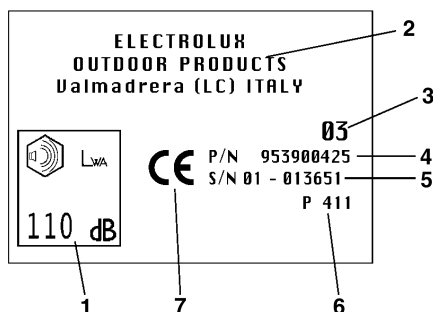 ELECTROLUX
OUTDOOR PRODUCTS
Valmadrera (LC) ITALY
2
3
03
P/N 953900425
4
S/N 01 - 013651
5
P 411
LWA
110 dB
CE
1
7
6